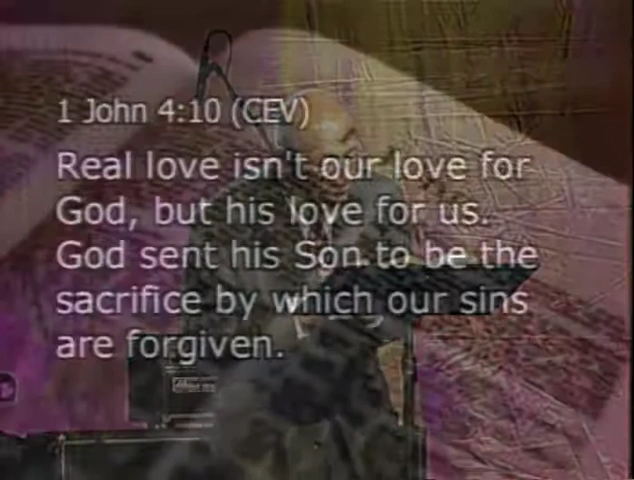 1 John 4:10 (CEV)
Real love isn't our love for
God, but his love for us.
God sent his Son to be the
sacrifice by which our sins
are forgiven.